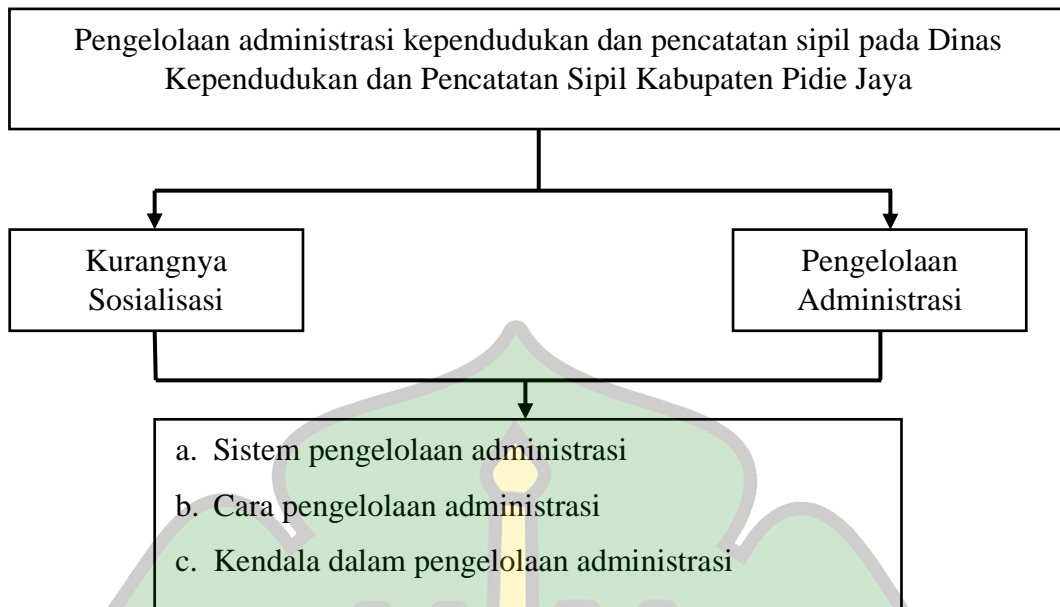 Pengelolaan administrasi kependudukan dan pencatatan sipil pada Dinas
Kependudukan dan Pencatatan Sipil Kabupaten Pidie Jaya
Kurangnya
Sosialisasi
Pengelolaan
Administrasi
a. Sistem pengelolaan administrasi
b. Cara pengelolaan administrasi
c. Kendala dalam pengelolaan administrasi